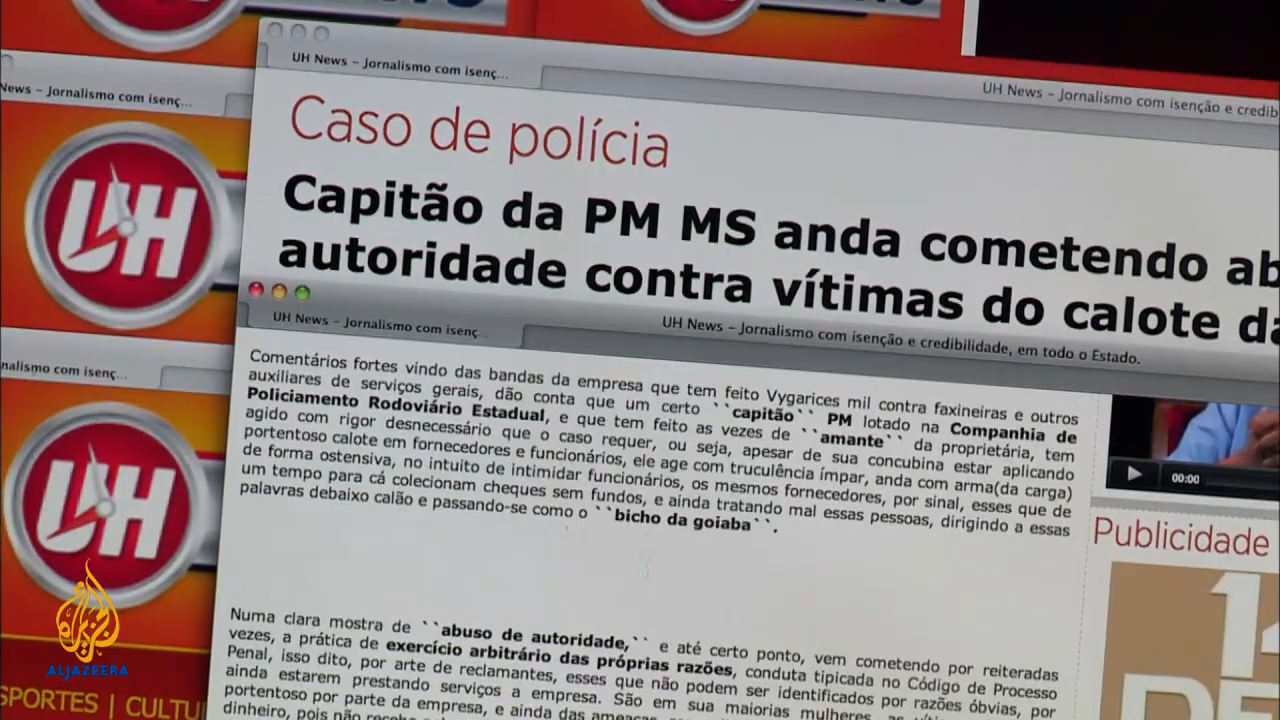 UH News - Jornalismo com isenç...
UH News - Jornalismo com isenção e credib
News - Jornalismo com isenç...
Caso de polícia
Capitão da PM MS anda cometendo ab
autoridade contra vítimas do calote da
UH
UH News - Jornalismo com isenç...
UH News - Jornalismo com isenção e credibilidade, em todo o Estado.
nalismo com isenç...
Comentários fortes vindo das bandas da empresa que tem feito Vygarices mil contra faxineiras e outros
auxiliares de serviços gerais, dão conta que um certo ``capitão`` PM lotado na Companhia de
Policiamento Rodoviário Estadual, e que tem feito as vezes de ``amante`` da proprietária, tem
agido com rigor desnecessário que o caso requer, ou seja, apesar de sua concubina estar aplicando
portentoso calote em fornecedores e funcionários, ele age com truculência ímpar, anda com arma(da carga)
de forma ostensiva, no intuito de intimidar funcionários, os mesmos fornecedores, por sinal, esses que de
um tempo para cá colecionam cheques sem fundos, e ainda tratando mal essas pessoas, dirigindo a essas
palavras debaixo calão e passando-se como o ``bicho da goiaba``.
00:00
Publicidade
UH
Numa clara mostra de ``abuso de autoridade,`` e até certo ponto, vem cometendo por reiteradas
vezes, a prática de exercício arbitrário das próprias razões, conduta tipicada no Código de Processo
Penal, isso dito, por arte de reclamantes, esses que não podem ser identificados por razões óbvias, por
ainda estarem prestando serviços a empresa. São em sua maiorias mulheres, as
portentoso por parte da empresa, e ainda das
dinheiro, pois não
DE
ALJAZEERA
SPORTES | CULTU